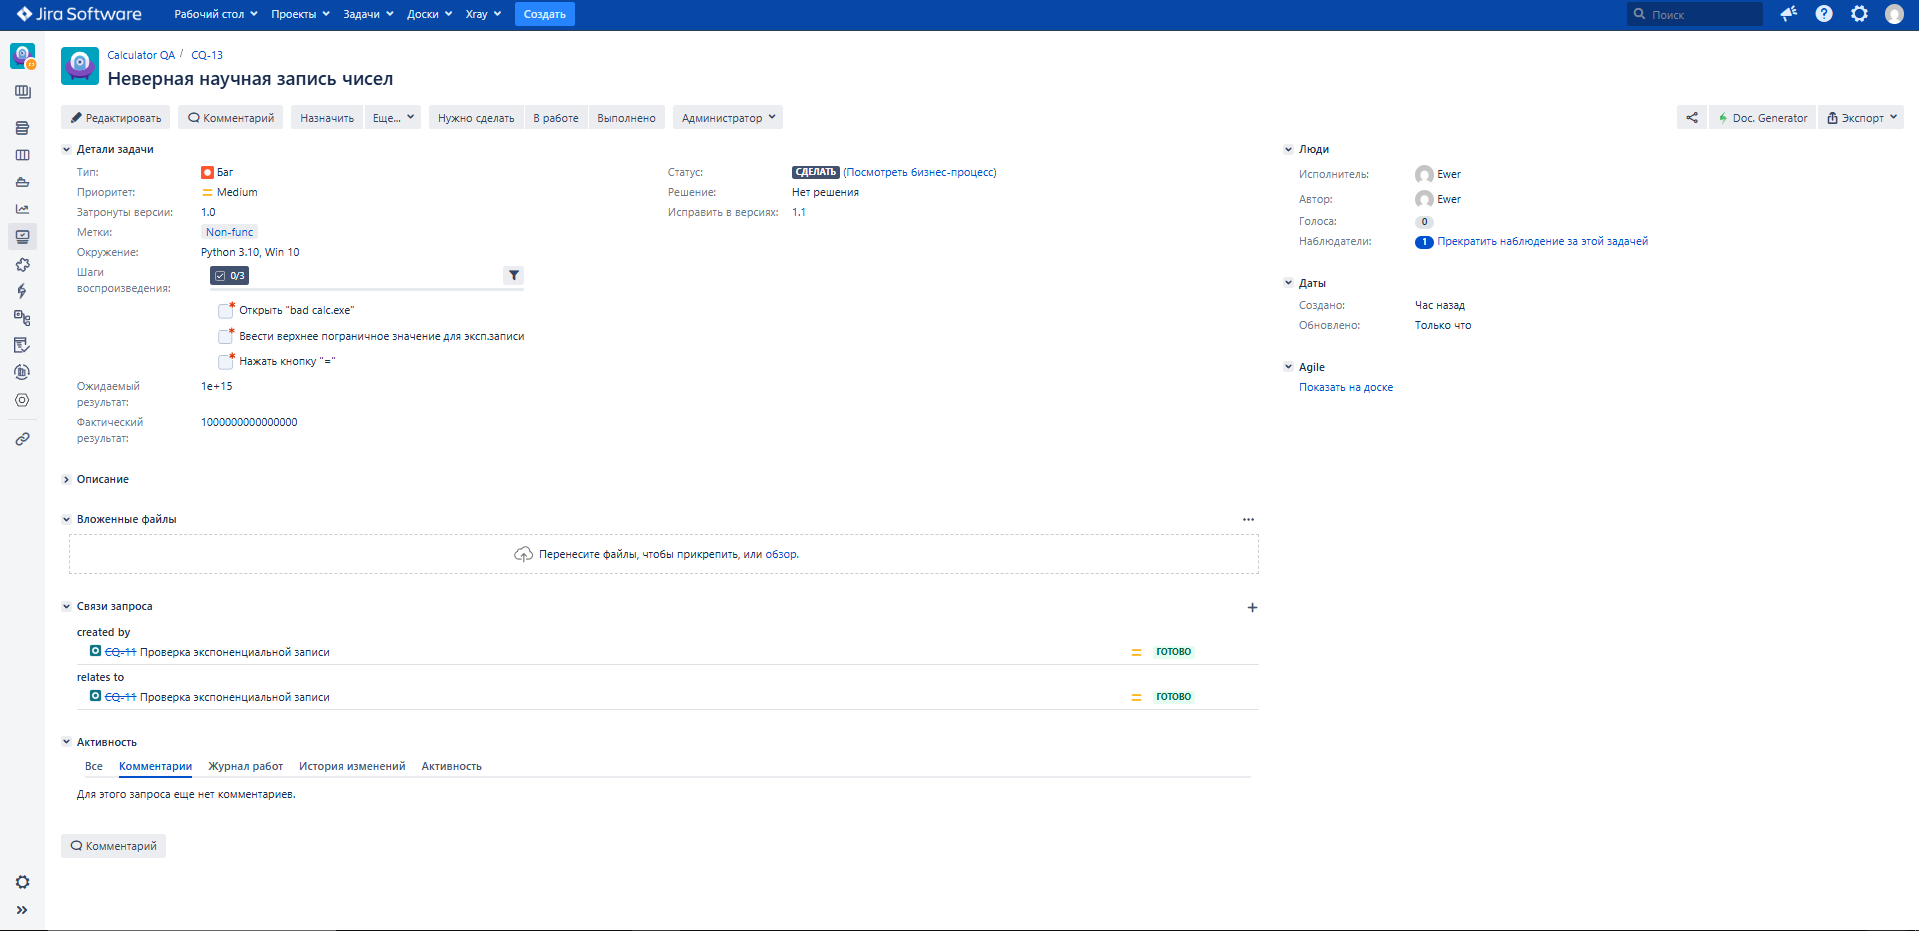 Jira Software Рабочий стол Проекты Задачи Доски Xray Создать Поиск
Calculator QA / CQ-13
Неверная научная запись чисел
Редактировать Комментарий Назначить Еще... Нужно сделать В работе Выполнено Администратор Doc. Generator Экспорт
Детали задачи
Тип: Баг
Приоритет: Medium
Затронуты версии: 1.0
Метки: Non-func
Окружение: Python 3.10, Win 10
Шаги
воспроизведения:
0/3
* Открыть "bad calc.exe"
* Ввести верхнее пограничное значение для эксп.записи
* Нажать кнопку "="
Ожидаемый
результат:
1e+15
Фактический
результат:
1000000000000000
Статус: СДЕЛАТЬ (Посмотреть бизнес-процесс)
Решение: Нет решения
Исправить в версиях: 1.1
Описание
Вложенные файлы
Перенесите файлы, чтобы прикрепить, или обзор.
Связи запроса
created by
CQ-11 Проверка экспоненциальной записи ГОТОВО
relates to
CQ-11 Проверка экспоненциальной записи ГОТОВО
Активность
Все Комментарии Журнал работ История изменений Активность
Для этого запроса еще нет комментариев.
Комментарий
Люди
Исполнитель: Ewer
Автор: Ewer
Голоса: 0
Наблюдатели: 1 Прекратить наблюдение за этой задачей
Даты
Создано: Час назад
Обновлено: Только что
Agile
Показать на доске